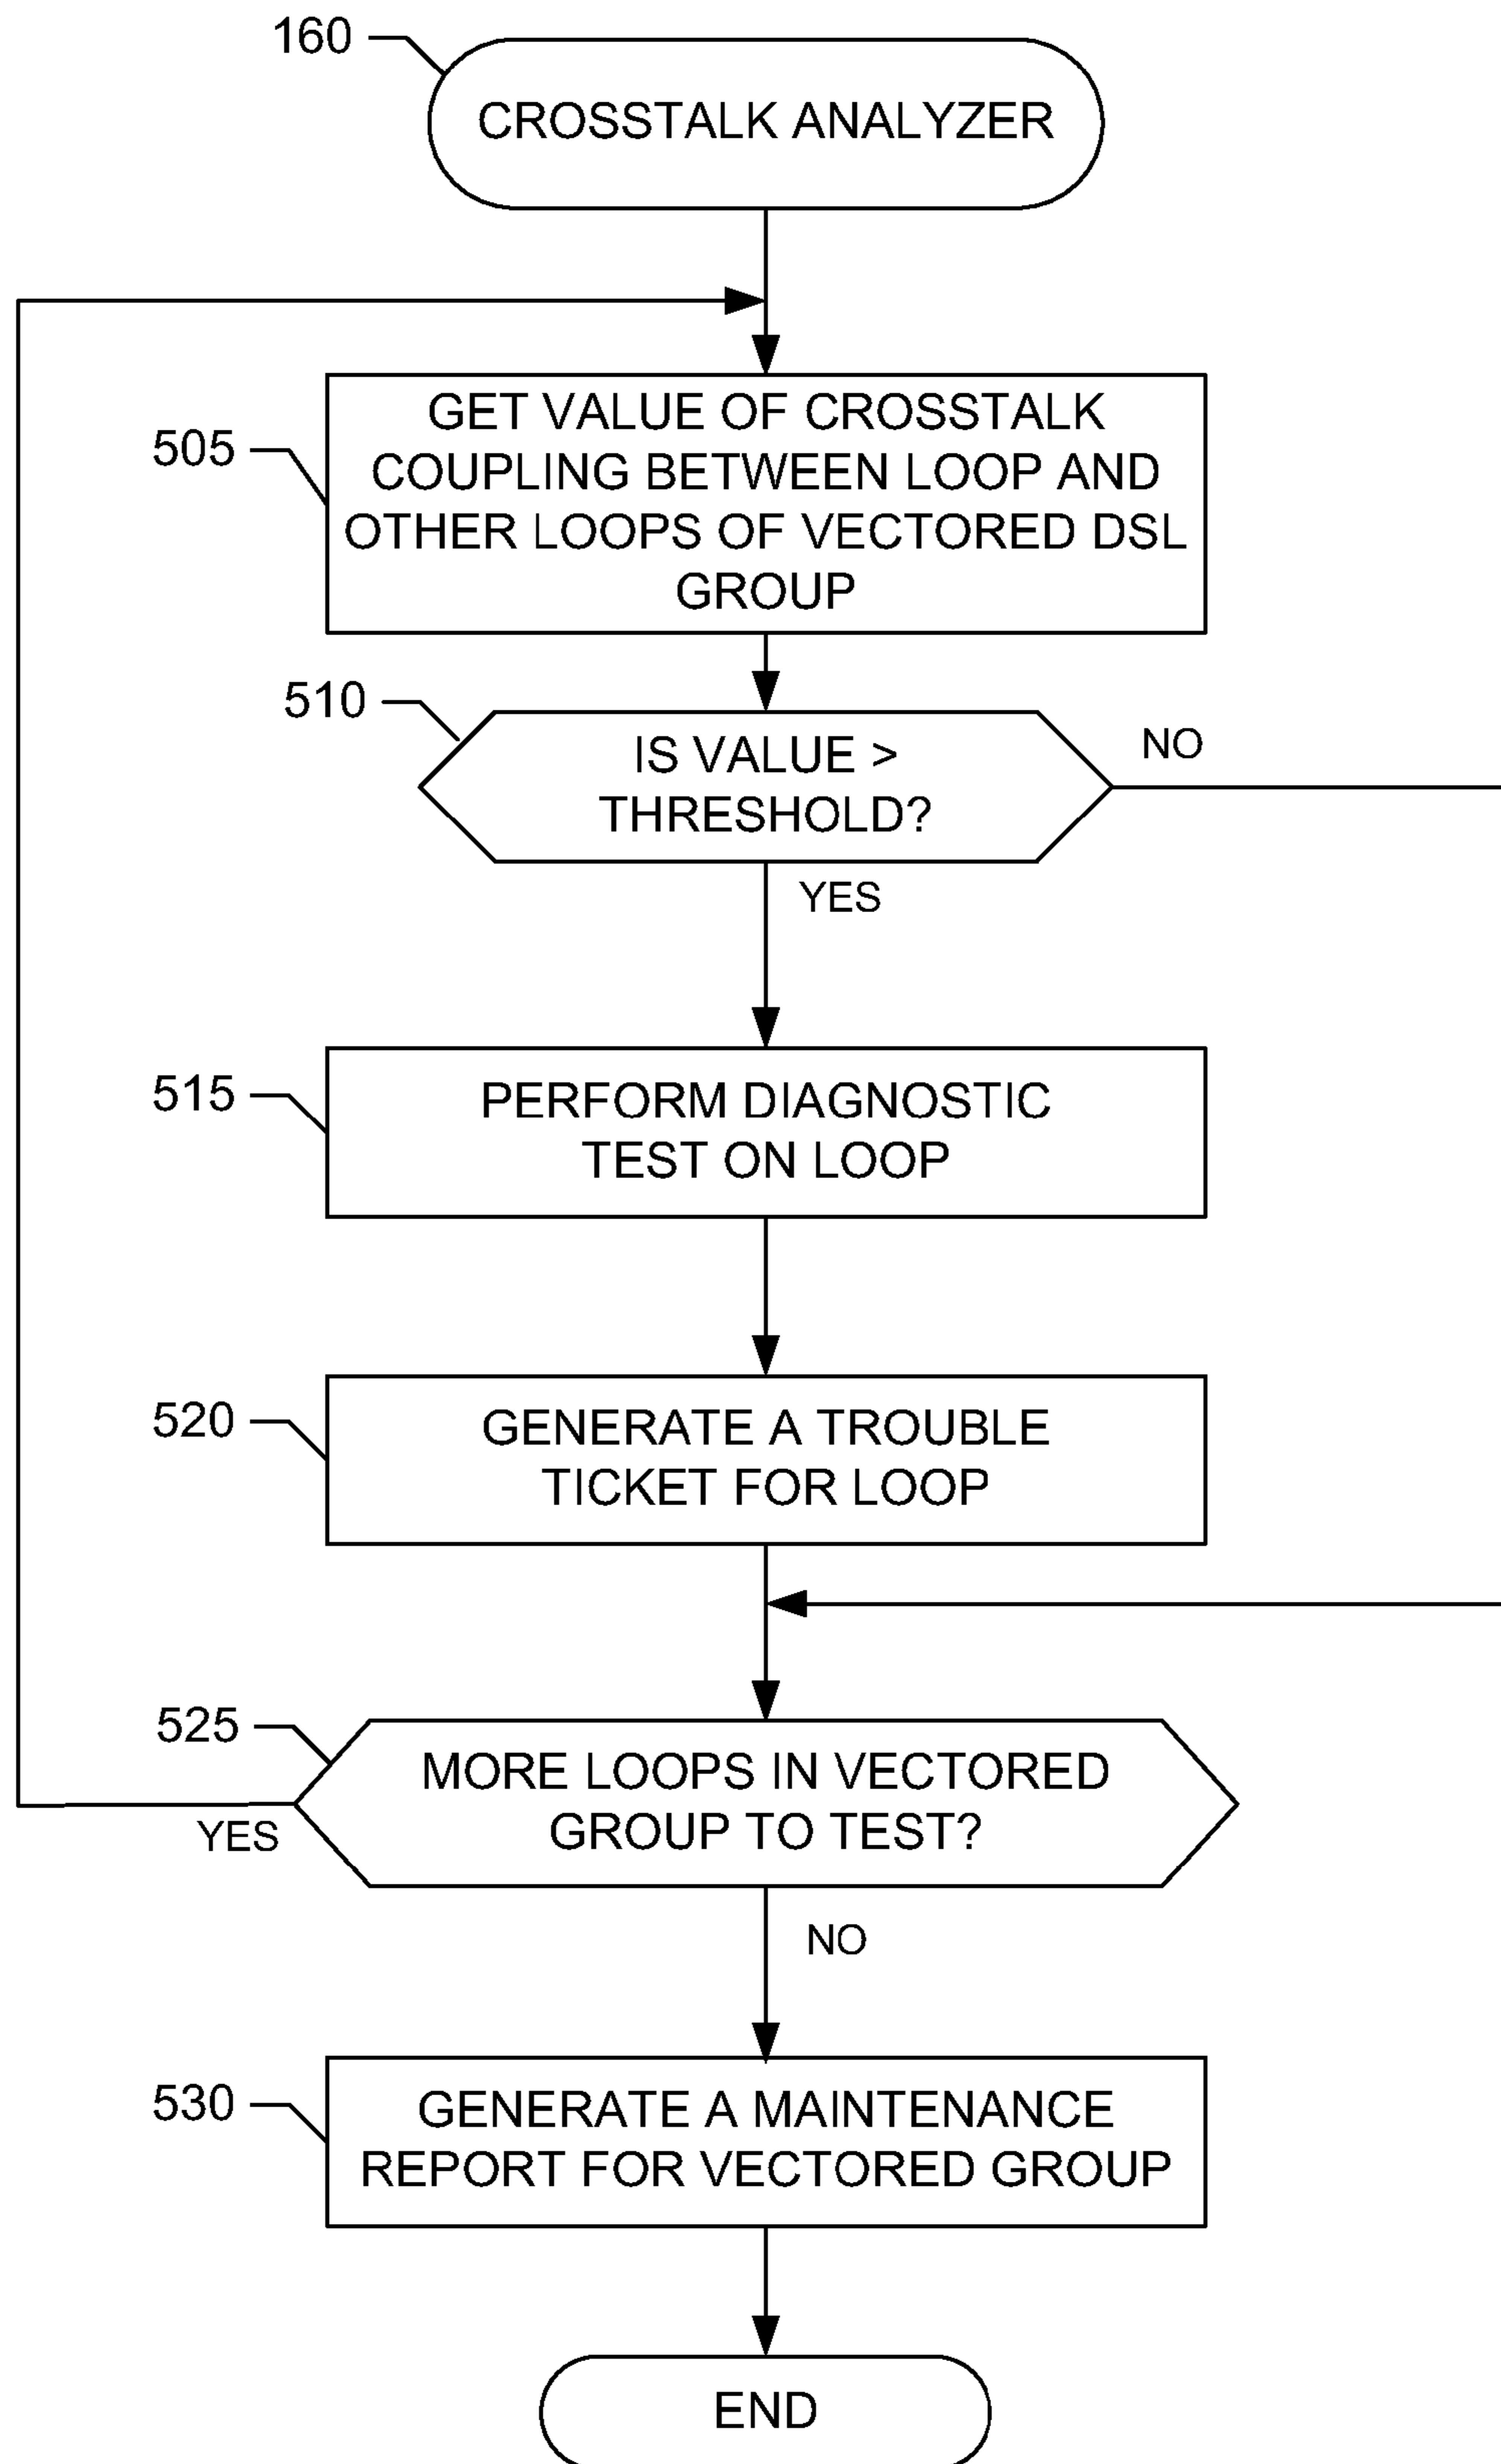 160
CROSSTALK ANALYZER
505
GET VALUE OF CROSSTALK
COUPLING BETWEEN LOOP AND
OTHER LOOPS OF VECTORED DSL
GROUP
510
IS VALUE >
THRESHOLD?
NO
YES
515
PERFORM DIAGNOSTIC
TEST ON LOOP
520
GENERATE A TROUBLE
TICKET FOR LOOP
525
MORE LOOPS IN VECTORED
GROUP TO TEST?
YES
NO
530
GENERATE A MAINTENANCE
REPORT FOR VECTORED GROUP
END